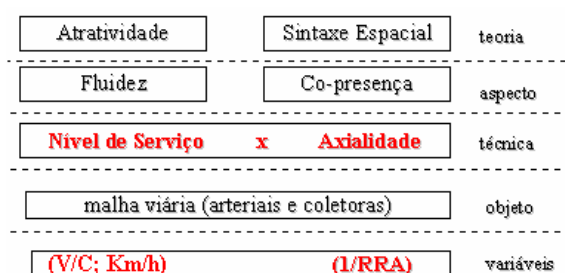 Atratividade Sintaxe Espacial teoria
Fluidez Co-presença aspecto
Nível de Serviço x Axialidade técnica
malha viária (arteriais e coletoras) objeto
(V/C; Km/h) (1/RRA) variáveis